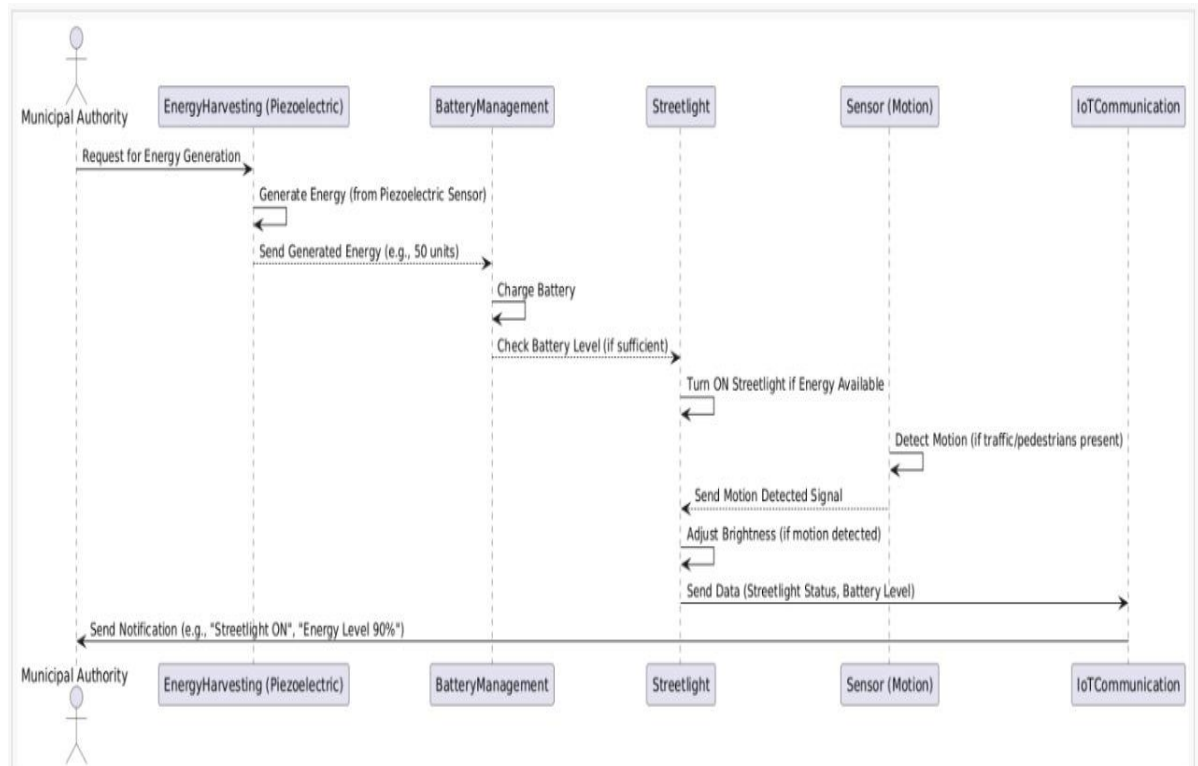 Municipal Authority
EnergyHarvesting (Piezoelectric)
BatteryManagement
Streetlight
Sensor (Motion)
IoTCommunication
Request for Energy Generation
Generate Energy (from Piezoelectric Sensor)
Send Generated Energy (e.g., 50 units)
Charge Battery
Check Battery Level (if sufficient)
Turn ON Streetlight if Energy Available
Detect Motion (if traffic/pedestrians present)
Send Motion Detected Signal
Adjust Brightness (if motion detected)
Send Data (Streetlight Status, Battery Level)
Send Notification (e.g., "Streetlight ON", "Energy Level 90%")
Municipal Authority
EnergyHarvesting (Piezoelectric)
BatteryManagement
Streetlight
Sensor (Motion)
IoTCommunication